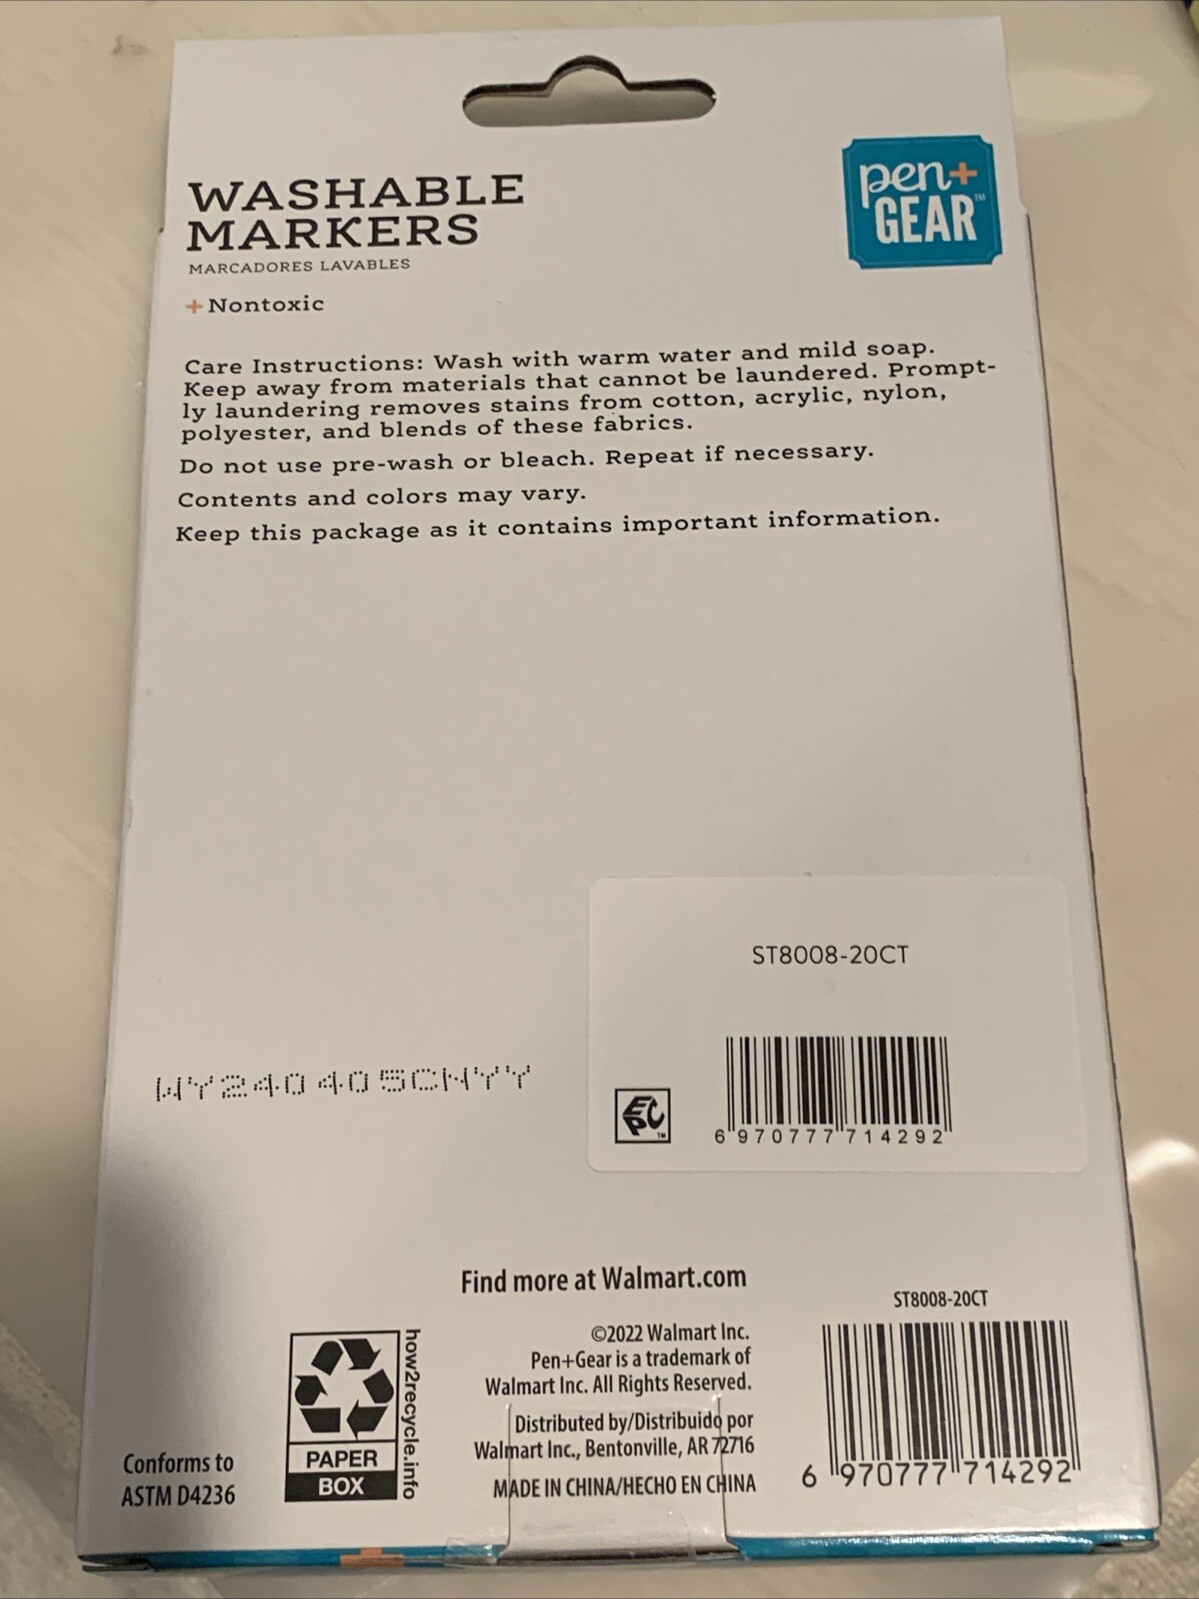 WASHABLE
MARKERS
MARCADORES LAVABLES
+ Nontoxic
pen+
GEAR™
Care Instructions: Wash with warm water and mild soap.
Keep away from materials that cannot be laundered. Prompt-
ly laundering removes stains from cotton, acrylic, nylon,
polyester, and blends of these fabrics.
Do not use pre-wash or bleach. Repeat if necessary.
Contents and colors may vary.
Keep this package as it contains important information.
ST8008-20CT
WY240405CNYY
EPC™
6 970777 714292
Find more at Walmart.com
©2022 Walmart Inc.
Pen+Gear is a trademark of
Walmart Inc. All Rights Reserved.
Distributed by/Distribuido por
Walmart Inc., Bentonville, AR 72716
MADE IN CHINA/HECHO EN CHINA
how2recycle.info
PAPER
BOX
Conforms to
ASTM D4236
ST8008-20CT
6 970777 714292